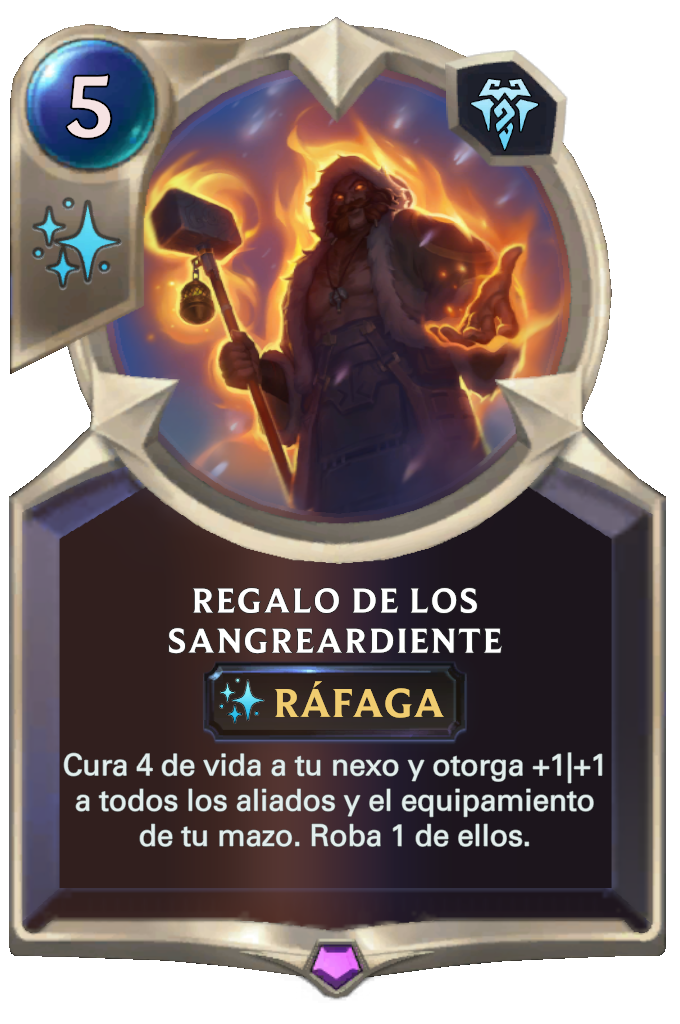 5
REGALO DE LOS
SANGREARDIENTE
RÁFAGA
Cura 4 de vida a tu nexo y otorga +1|+1
a todos los aliados y el equipamiento
de tu mazo. Roba 1 de ellos.